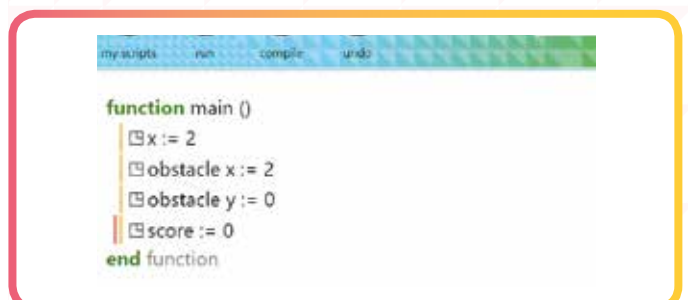 my scripts run compile undo
function main ()
x := 2
obstacle x := 2
obstacle y := 0
score := 0
end function